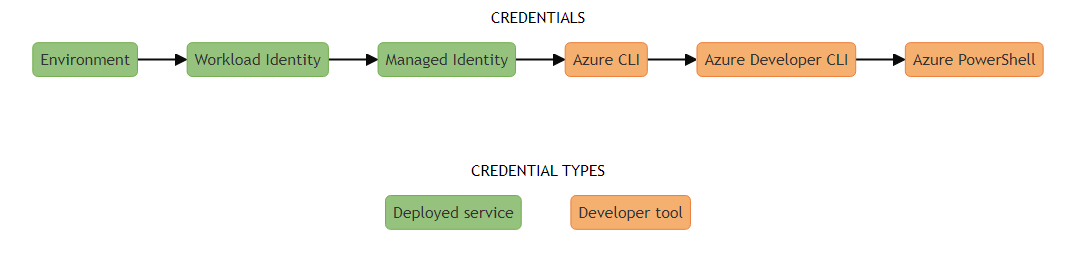 CREDENTIALS
Environment
Workload Identity
Managed Identity
Azure CLI
Azure Developer CLI
Azure PowerShell
CREDENTIAL TYPES
Deployed service
Developer tool